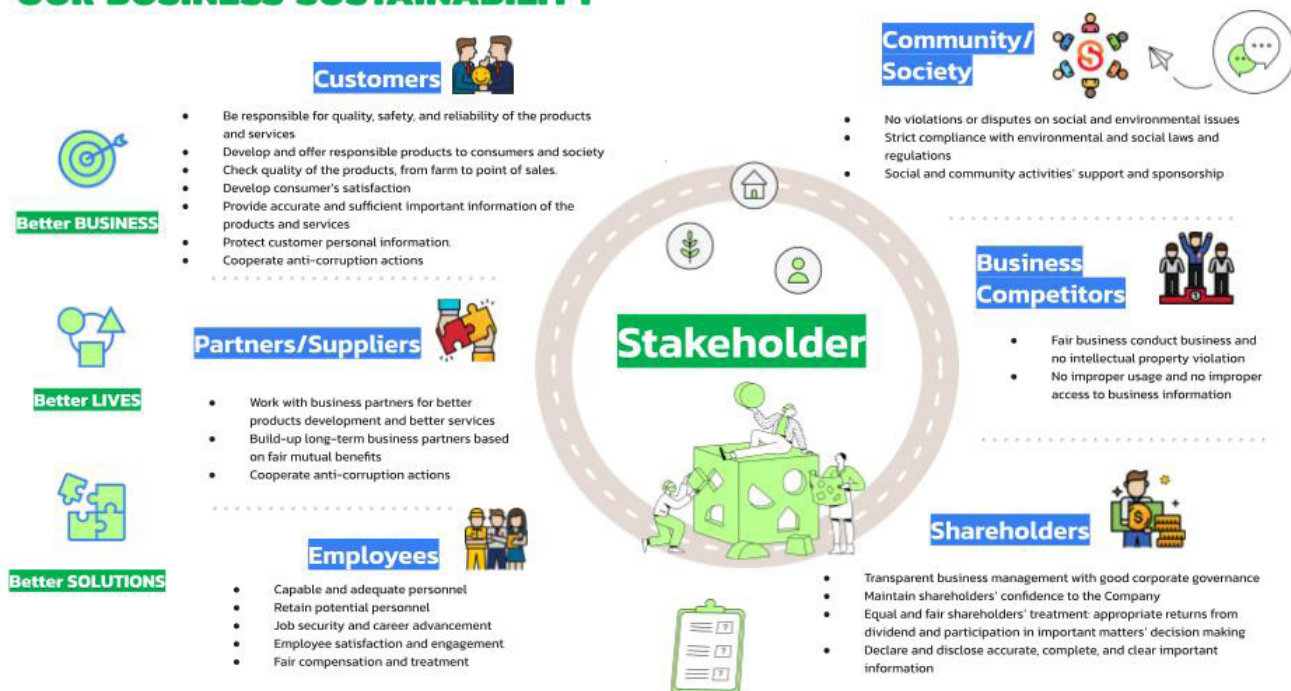 OUR BUSINESS SUSTAINABILITY
Better BUSINESS
Better LIVES
Better SOLUTIONS
Customers
● Be responsible for quality, safety, and reliability of the products
and services
● Develop and offer responsible products to consumers and society
● Check quality of the products, from farm to point of sales.
● Develop consumer's satisfaction
● Provide accurate and sufficient important information of the
products and services
● Protect customer personal information.
● Cooperate anti-corruption actions
Partners/Suppliers
● Work with business partners for better
products development and better services
● Build-up long-term business partners based
on fair mutual benefits
● Cooperate anti-corruption actions
Employees
● Capable and adequate personnel
● Retain potential personnel
● Job security and career advancement
● Employee satisfaction and engagement
● Fair compensation and treatment
Stakeholder
Community/
Society
● No violations or disputes on social and environmental issues
● Strict compliance with environmental and social laws and
regulations
● Social and community activities' support and sponsorship
Business
Competitors
1
● Fair business conduct business and
no intellectual property violation
● No improper usage and no improper
access to business information
Shareholders
● Transparent business management with good corporate governance
● Maintain shareholders' confidence to the Company
● Equal and fair shareholders' treatment: appropriate returns from
dividend and participation in important matters' decision making
● Declare and disclose accurate, complete, and clear important
information